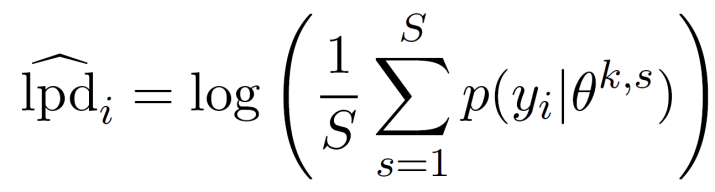 $\widehat{\mathrm{lpd}}_i = \log\left(\frac{1}{S}\sum_{s=1}^{S} p(y_i|\theta^{k,s})\right)$